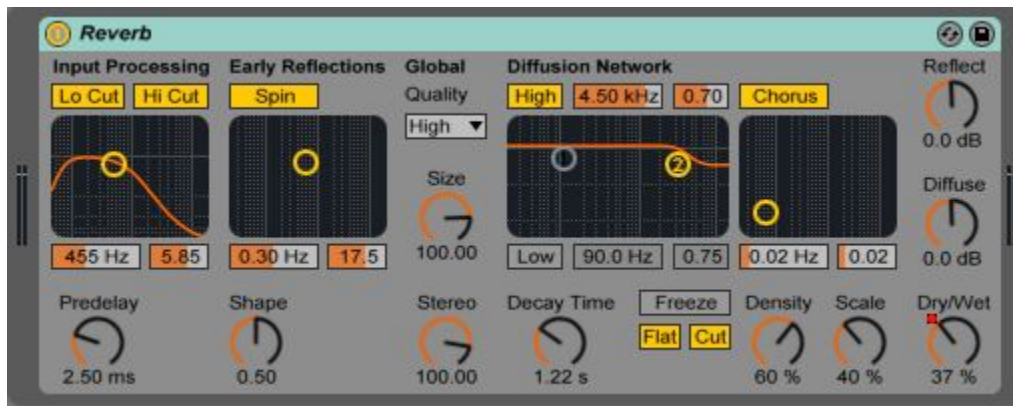 Reverb
Input Processing Early Reflections Global Diffusion Network Reflect
Lo Cut Hi Cut Spin Quality High 4.50 kHz 0.70 Chorus
High
0.0 dB
Size Diffuse
2
455 Hz 5.85 0.30 Hz 17.5 100.00 Low 90.0 Hz 0.75 0.02 Hz 0.02 0.0 dB
Predelay Shape Stereo Decay Time Freeze Density Scale Dry/Wet
Flat Cut
2.50 ms 0.50 100.00 1.22 s 60 % 40 % 37 %